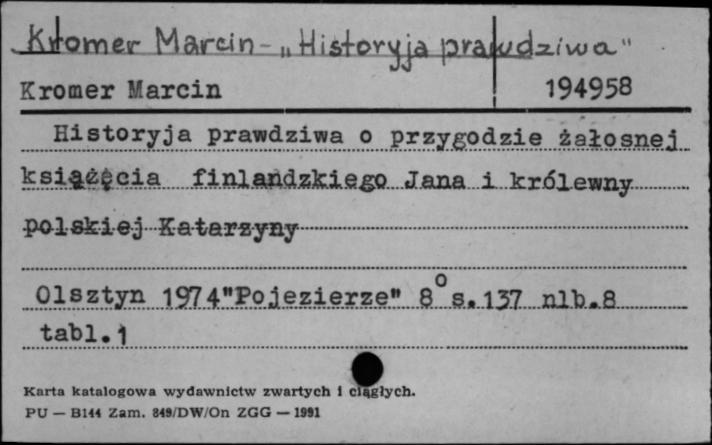 Kromer Marcin - „Historyja prawdziwa"
Kromer Marcin 194958
Historyja prawdziwa o przygodzie żałosnej
książęcia finlandzkiego Jana i królewny
polskiej Katarzyny
Olsztyn 1974"Pojezierze" 8° s.137 nlb.8
tabl.1
Karta katalogowa wydawnictw zwartych i ciągłych.
PU — B144 Zam. 849/DW/On ZGG — 1991